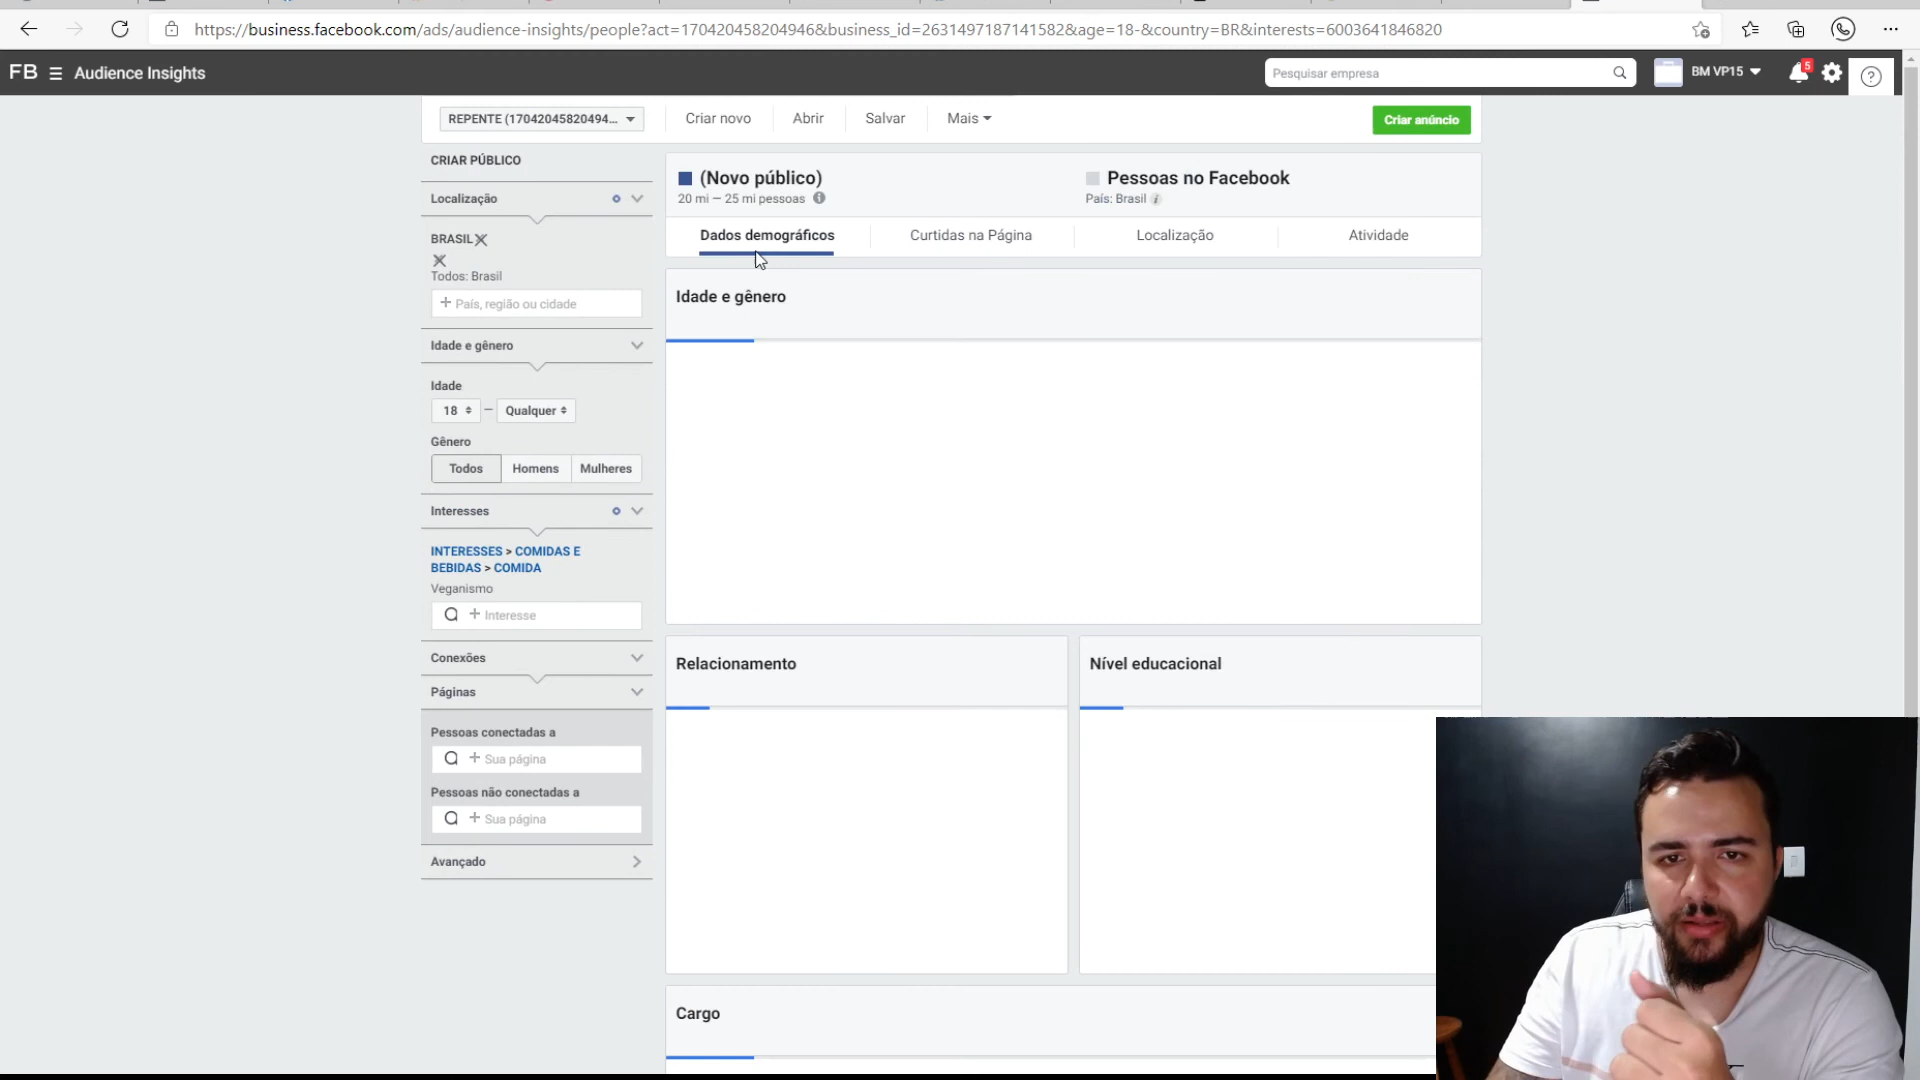 https://business.facebook.com/ads/audience-insights/people?act=170420458204946&business_id=2631497187141582&age=18-&country=BR&interests=6003641846820
FB Audience Insights
Pesquisar empresa
BM VP15
5
?
REPENTE (17042045820494...
Criar novo
Abrir
Salvar
Mais
Criar anúncio
CRIAR PÚBLICO
Localização
BRASIL
Todos: Brasil
+ País, região ou cidade
Idade e gênero
Idade
18 – Qualquer
Gênero
Todos Homens Mulheres
Interesses
INTERESSES > COMIDAS E
BEBIDAS > COMIDA
Veganismo
+ Interesse
Conexões
Páginas
Pessoas conectadas a
+ Sua página
Pessoas não conectadas a
+ Sua página
Avançado
(Novo público)
20 mi – 25 mi pessoas
Pessoas no Facebook
País: Brasil
Dados demográficos
Curtidas na Página
Localização
Atividade
Idade e gênero
Relacionamento
Nível educacional
Cargo